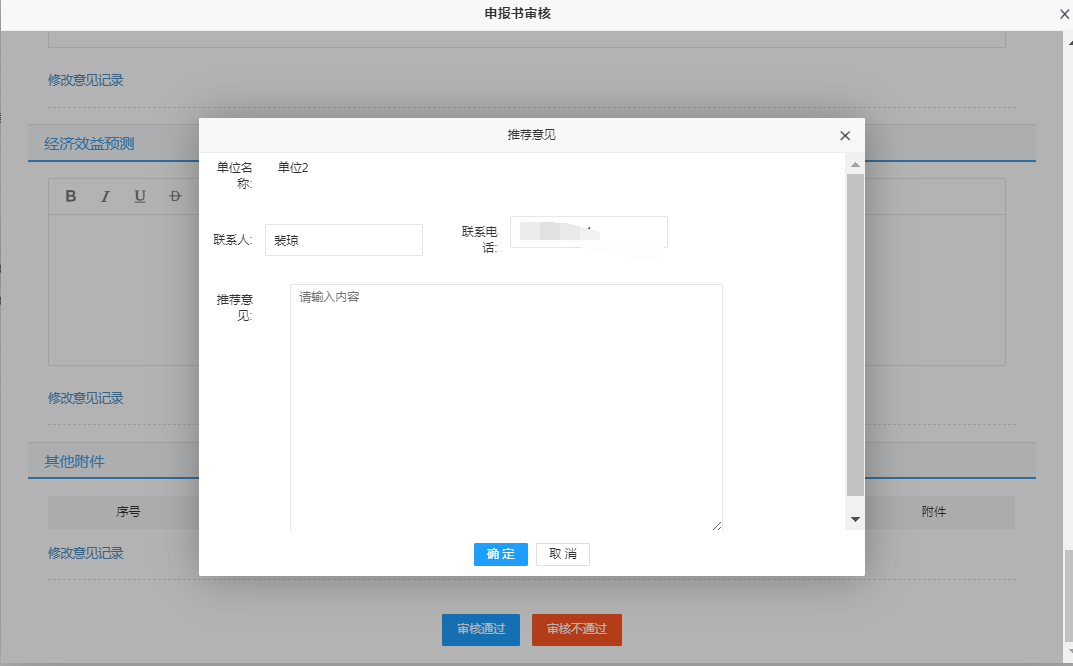 申报书审核
修改意见记录
经济效益预测
B I U D
修改意见记录
其他附件
序号
附件
修改意见记录
审核通过
审核不通过
推荐意见
单位名
称:
单位2
联系人:
裴琼
联系电
话:
推荐意
见:
请输入内容
确定
取消